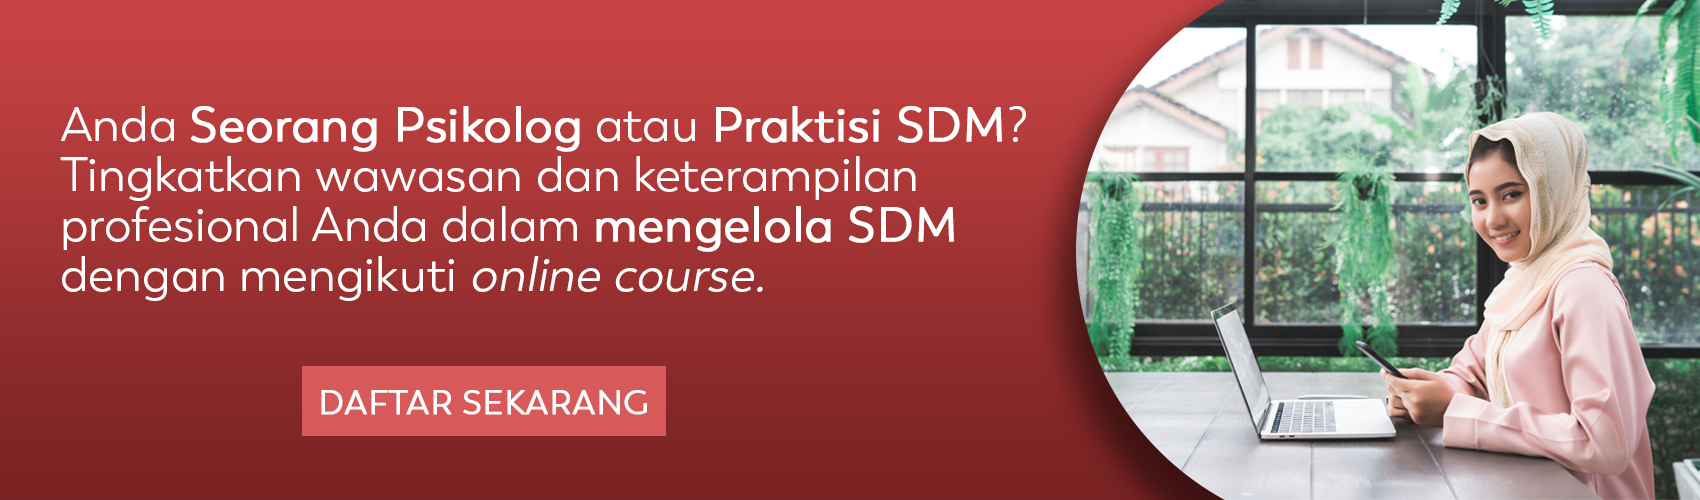 Anda Seorang Psikolog atau Praktisi SDM?
Tingkatkan wawasan dan keterampilan
profesional Anda dalam mengelola SDM
dengan mengikuti online course.
DAFTAR SEKARANG